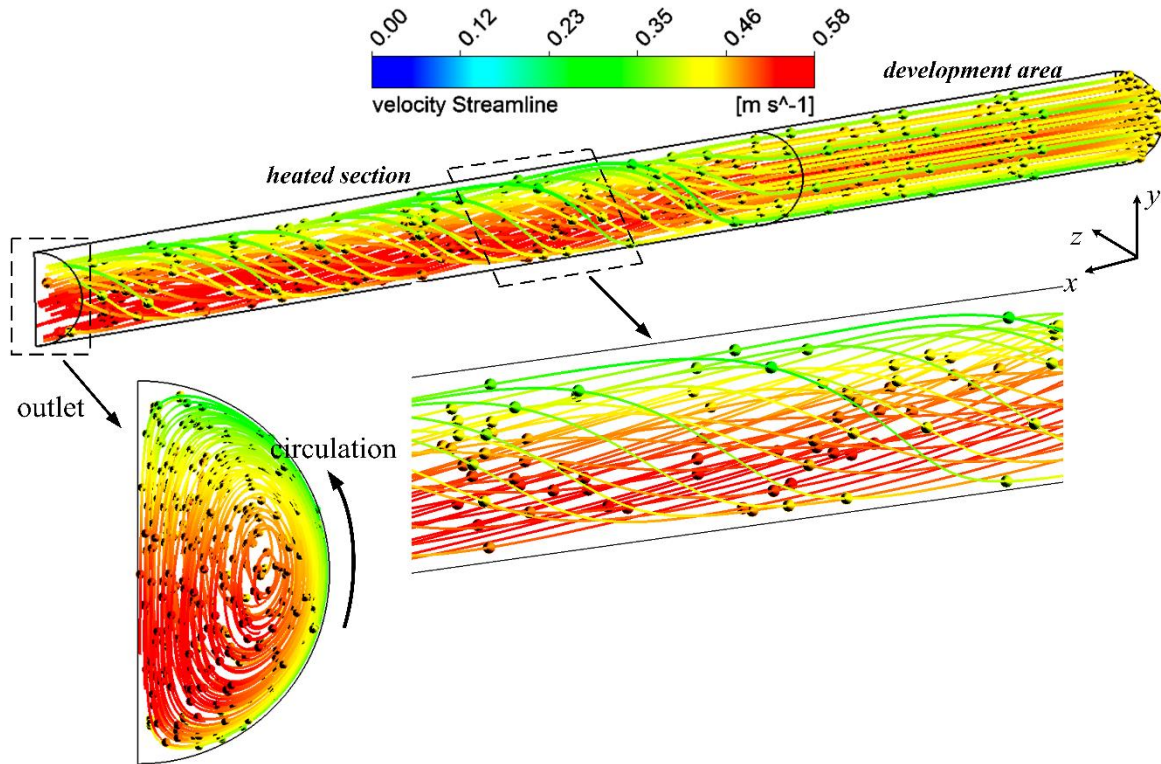 0.00 0.12 0.23 0.35 0.46 0.58
velocity Streamline [m s^-1]
development area
heated section
y
z
x
outlet
circulation